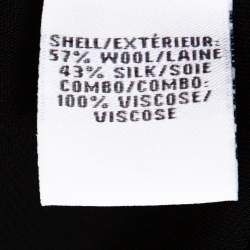 SHELL/EXTÉRIEUR:
57% WOOL/LAINE
43% SILK/SOIE
COMBO/COMBO:
100% VISCOSE/
VISCOSE